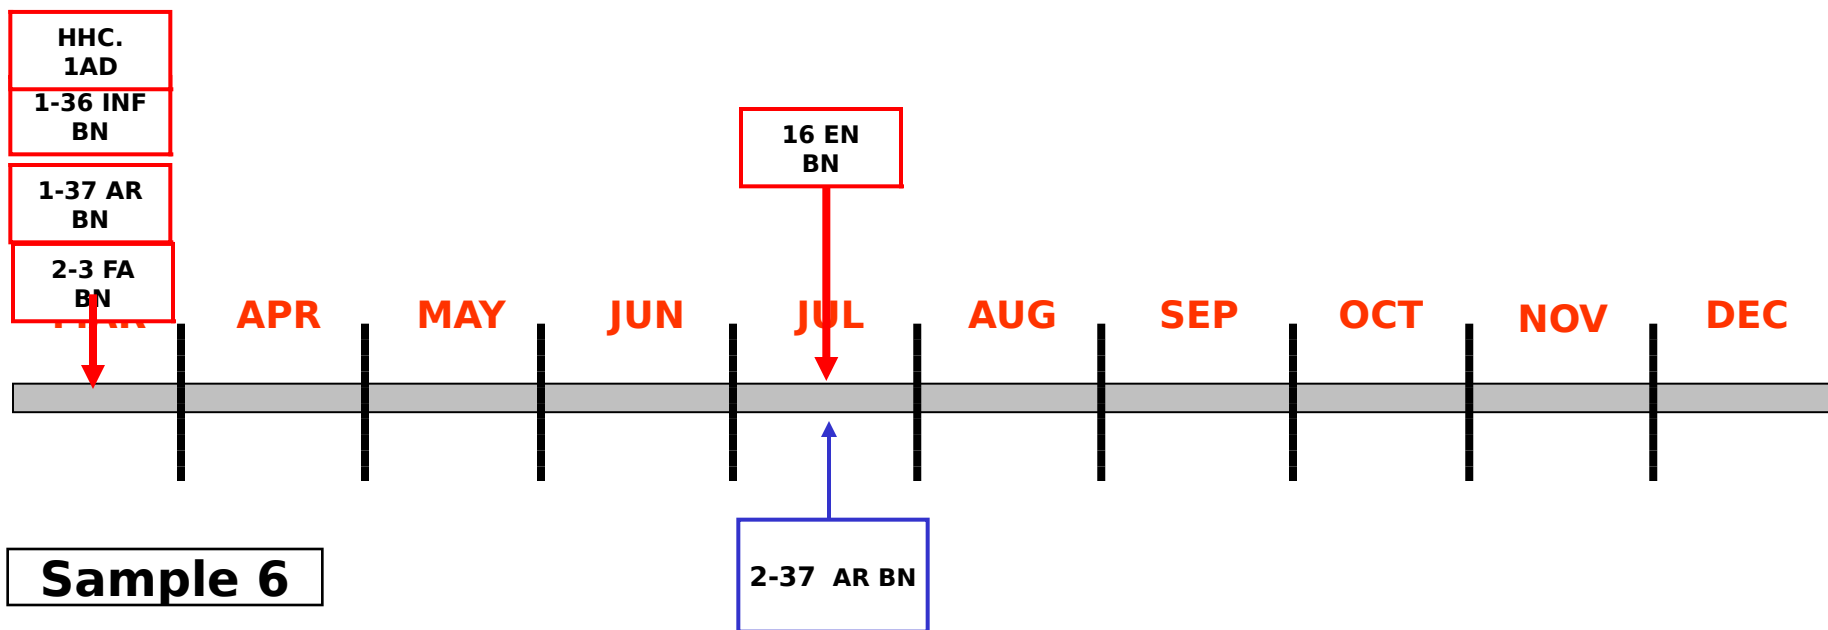 HHC.
1AD
1-36 INF
BN
1-37 AR
BN
2-3 FA
BN
16 EN
BN
MAR APR MAY JUN JUL AUG SEP OCT NOV DEC
2-37 AR BN
Sample 6